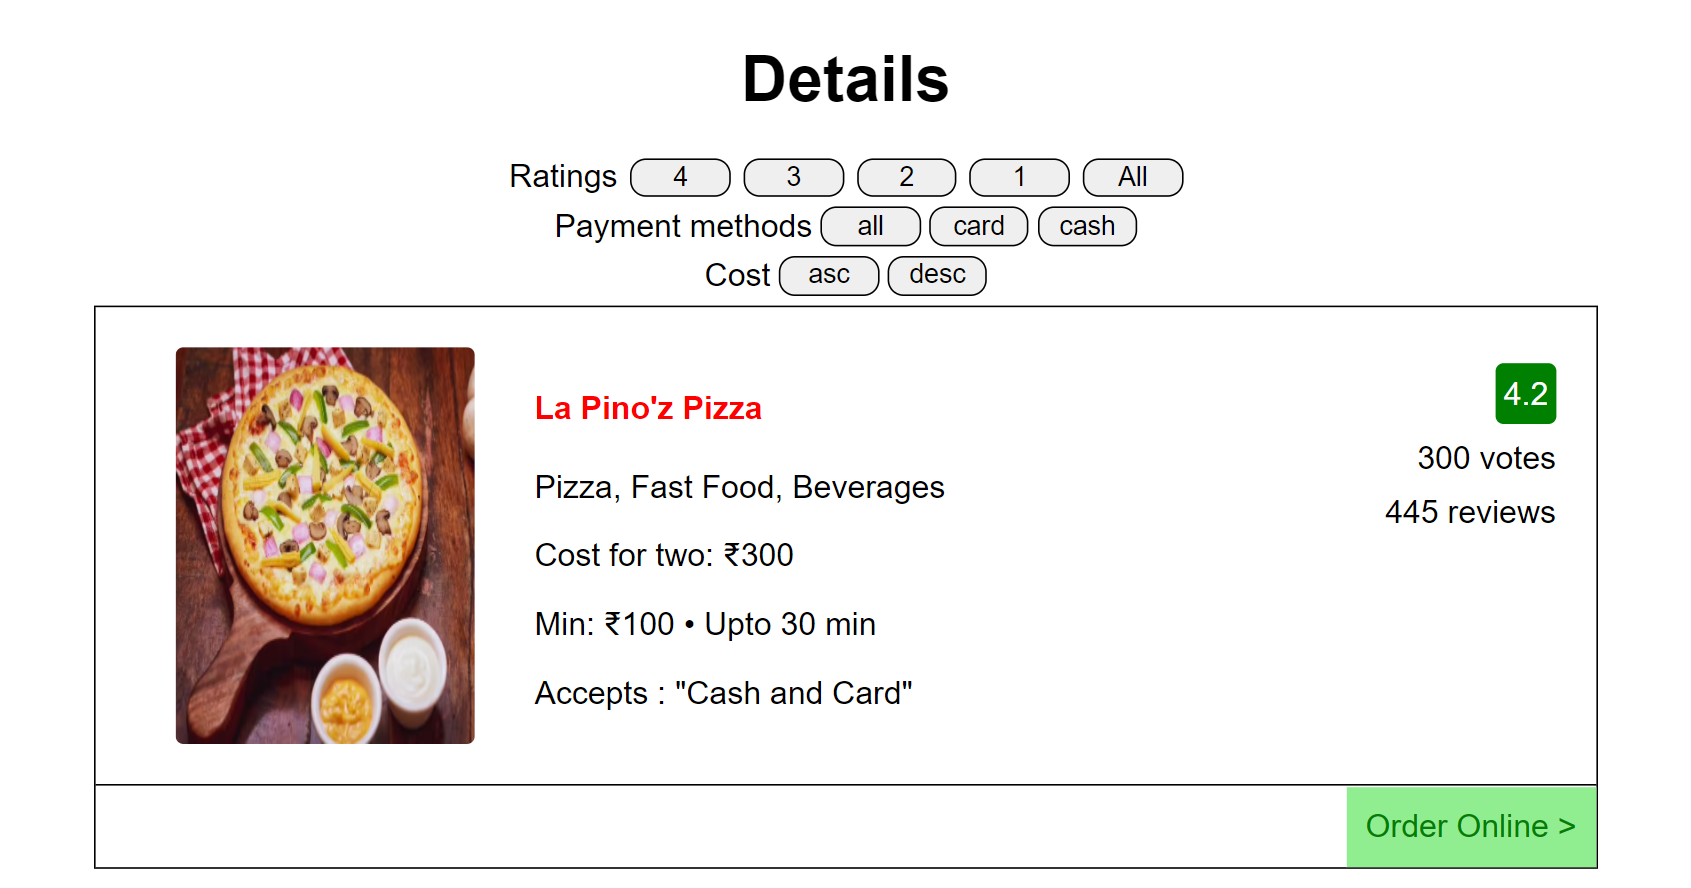 Details
Ratings 4 3 2 1 All
Payment methods all card cash
Cost asc desc
La Pino'z Pizza
Pizza, Fast Food, Beverages
Cost for two: ₹300
Min: ₹100 • Upto 30 min
Accepts : "Cash and Card"
4.2
300 votes
445 reviews
Order Online >